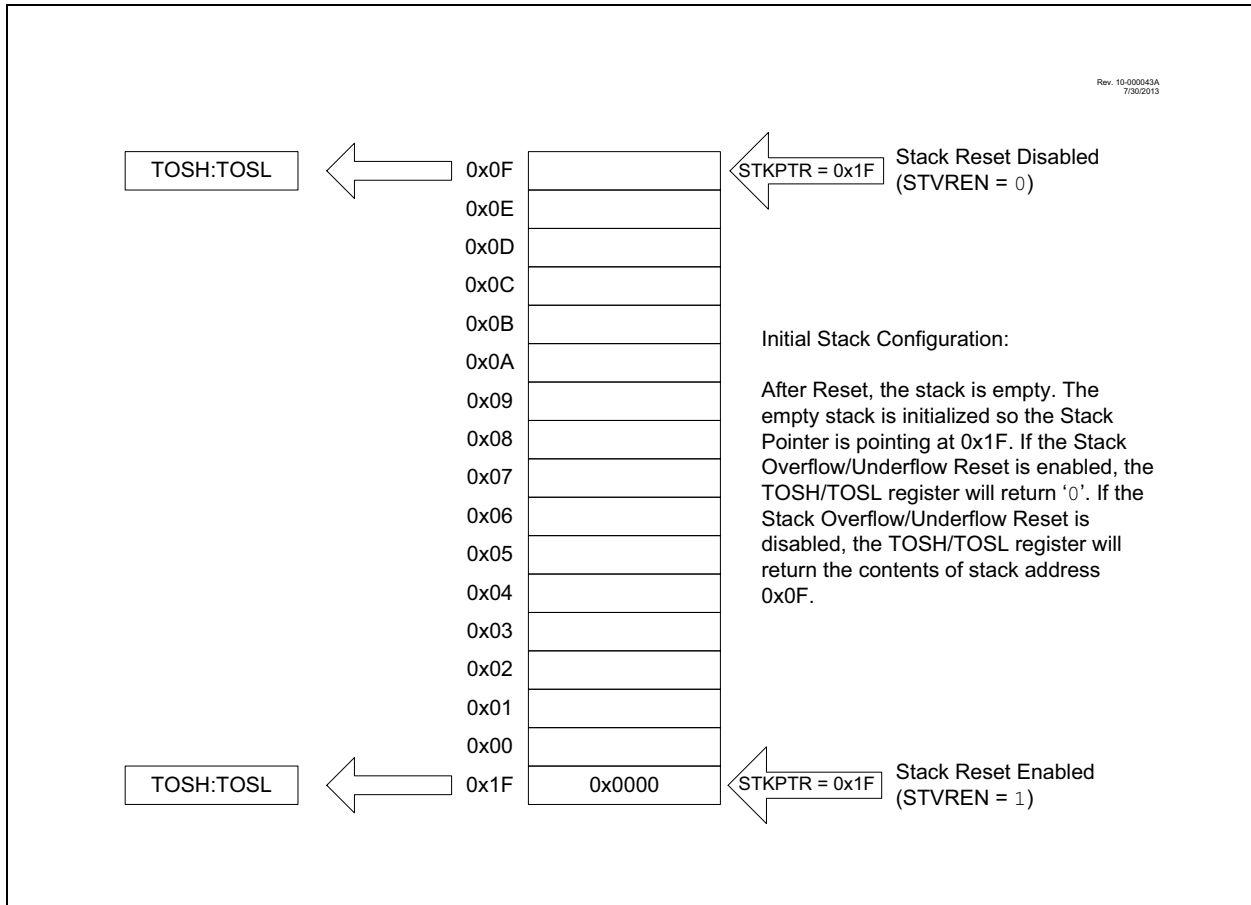 Rev. 10-000043A
7/30/2013
TOSH:TOSL
0x0F
STKPTR = 0x1F
Stack Reset Disabled
(STVREN = 0)
0x0E
0x0D
0x0C
0x0B
0x0A
0x09
0x08
0x07
0x06
0x05
0x04
0x03
0x02
0x01
0x00
Initial Stack Configuration:
After Reset, the stack is empty. The
empty stack is initialized so the Stack
Pointer is pointing at 0x1F. If the Stack
Overflow/Underflow Reset is enabled, the
TOSH/TOSL register will return ‘0’. If the
Stack Overflow/Underflow Reset is
disabled, the TOSH/TOSL register will
return the contents of stack address
0x0F.
TOSH:TOSL
0x1F
0x0000
STKPTR = 0x1F
Stack Reset Enabled
(STVREN = 1)